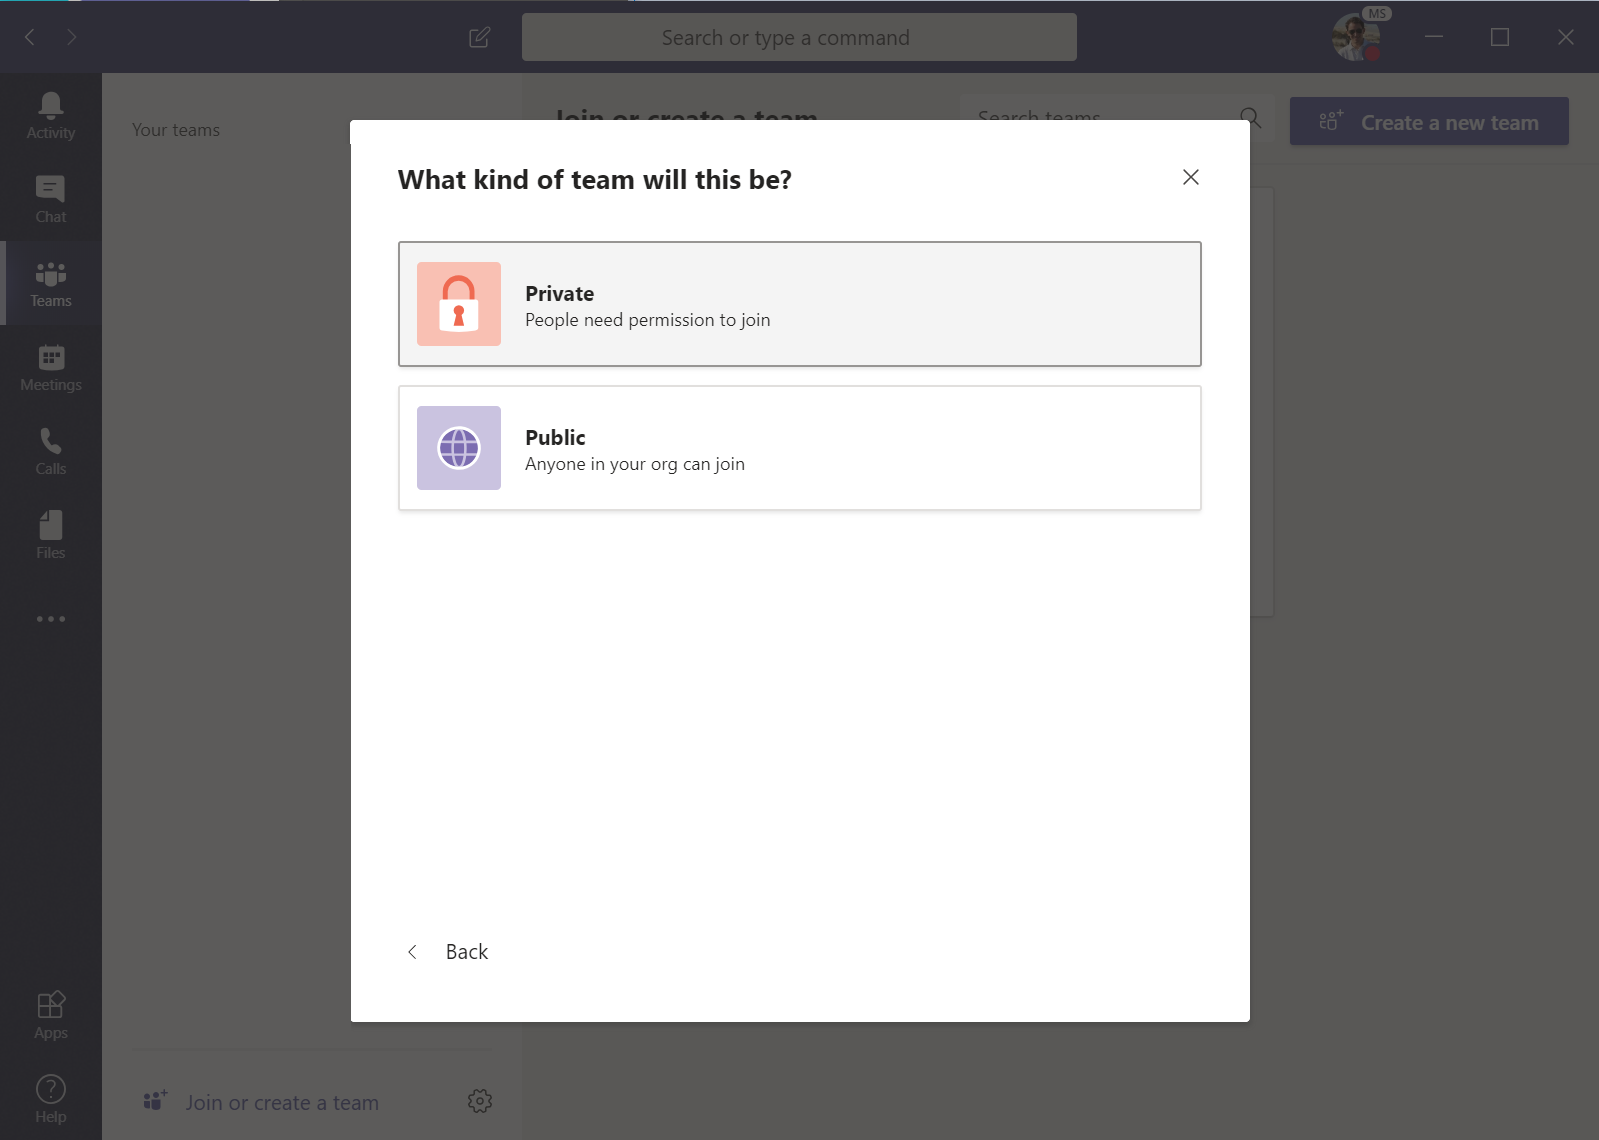 Search or type a command
MS
Activity
Chat
Teams
Meetings
Calls
Files
Apps
Help
Your teams
Join or create a team
Search teams
Create a new team
What kind of team will this be?
Private
People need permission to join
Public
Anyone in your org can join
Back
Join or create a team